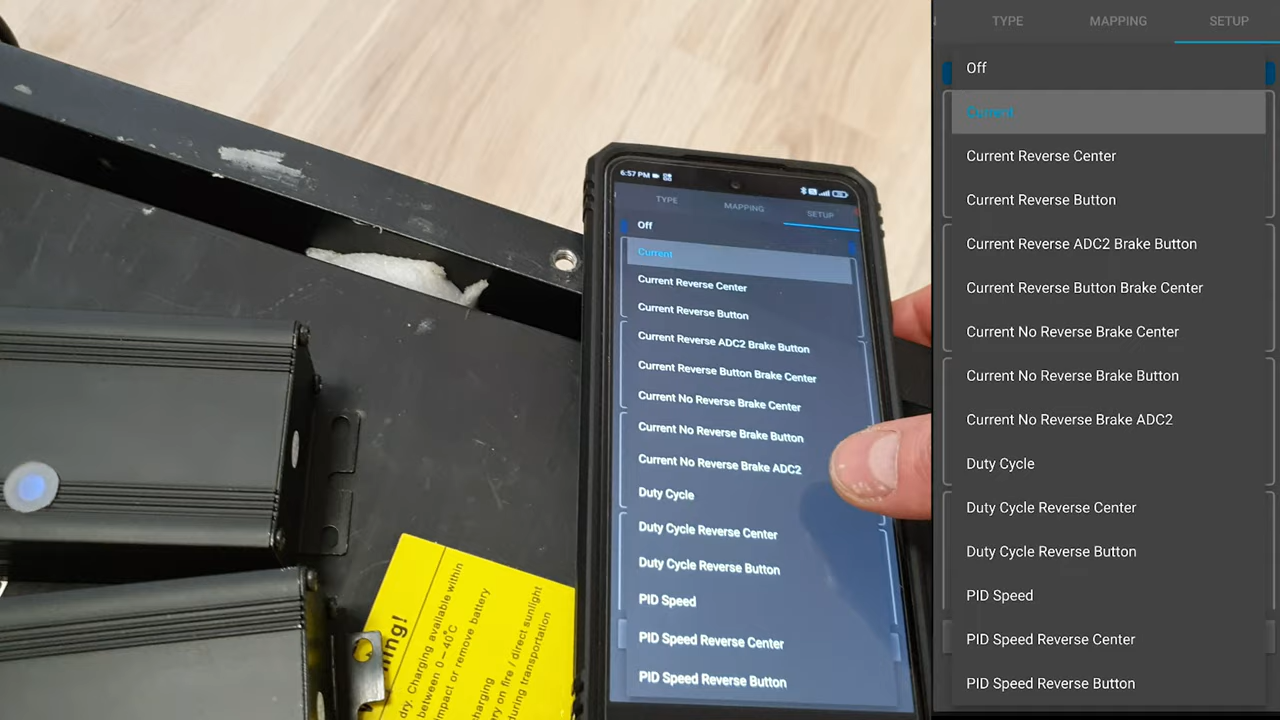 6:57 PM
TYPE MAPPING SETUP
Off
Current
Current Reverse Center
Current Reverse Button
Current Reverse ADC2 Brake Button
Current Reverse Button Brake Center
Current No Reverse Brake Center
Current No Reverse Brake Button
Current No Reverse Brake ADC2
Duty Cycle
Duty Cycle Reverse Center
Duty Cycle Reverse Button
PID Speed
PID Speed Reverse Center
PID Speed Reverse Button
dry. Charging available within
between 0-40°C
impact or remove battery
charging
on fire / direct sunlight
during transportation
TYPE MAPPING SETUP
Off
Current
Current Reverse Center
Current Reverse Button
Current Reverse ADC2 Brake Button
Current Reverse Button Brake Center
Current No Reverse Brake Center
Current No Reverse Brake Button
Current No Reverse Brake ADC2
Duty Cycle
Duty Cycle Reverse Center
Duty Cycle Reverse Button
PID Speed
PID Speed Reverse Center
PID Speed Reverse Button